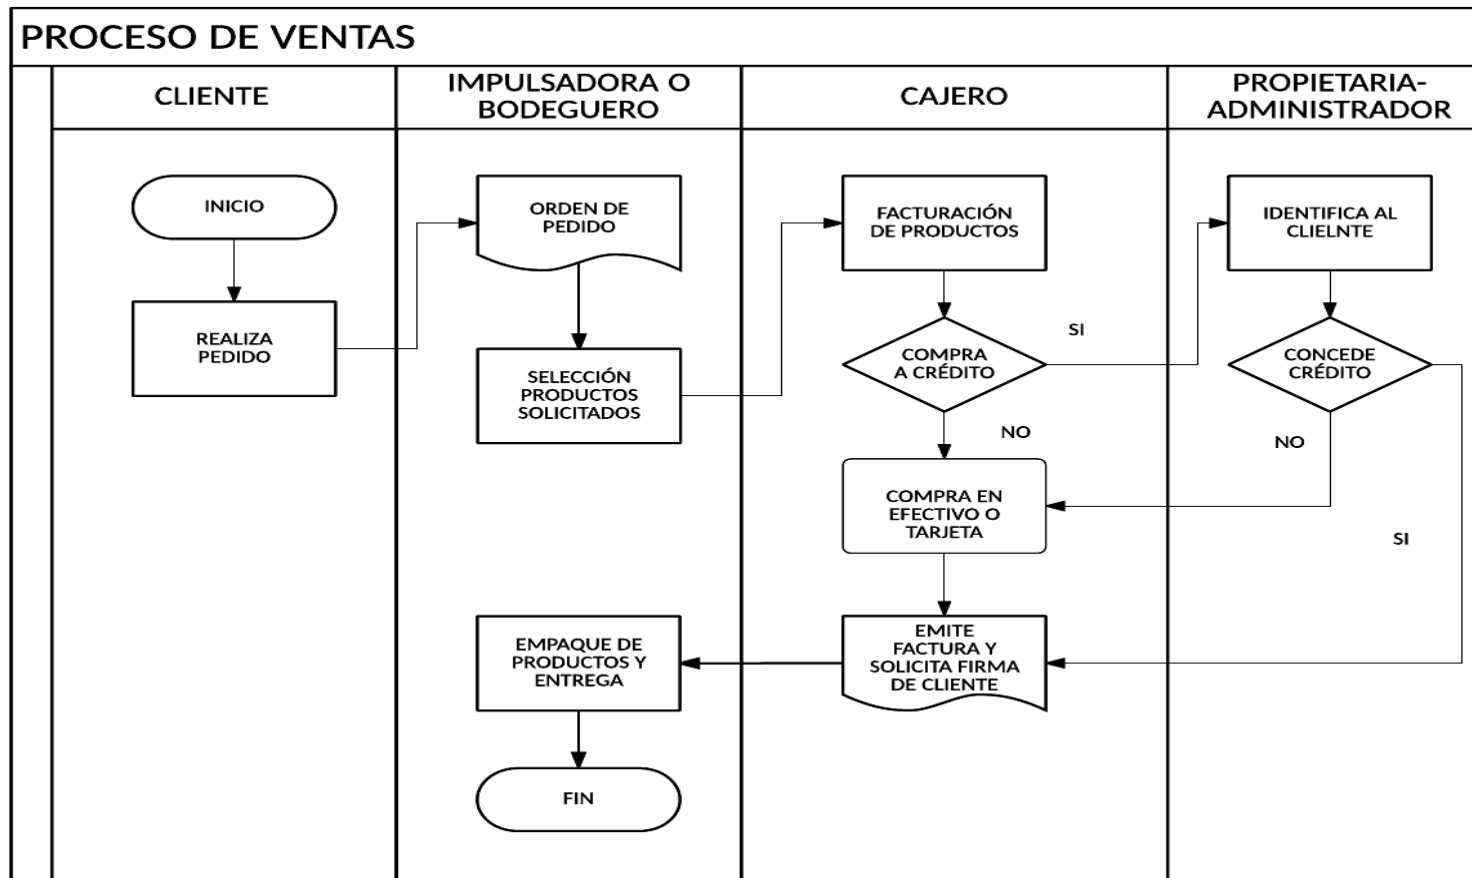 PROCESO DE VENTAS
CLIENTE
IMPULSADORA O
BODEGUERO
CAJERO
PROPIETARIA-
ADMINISTRADOR
INICIO
REALIZA
PEDIDO
ORDEN DE
PEDIDO
SELECCIÓN
PRODUCTOS
SOLICITADOS
FACTURACIÓN
DE PRODUCTOS
COMPRA
A CRÉDITO
SI
NO
IDENTIFICA AL
CLIELNTE
CONCEDE
CRÉDITO
NO
SI
COMPRA EN
EFECTIVO O
TARJETA
EMITE
FACTURA Y
SOLICITA FIRMA
DE CLIENTE
EMPAQUE DE
PRODUCTOS Y
ENTREGA
FIN